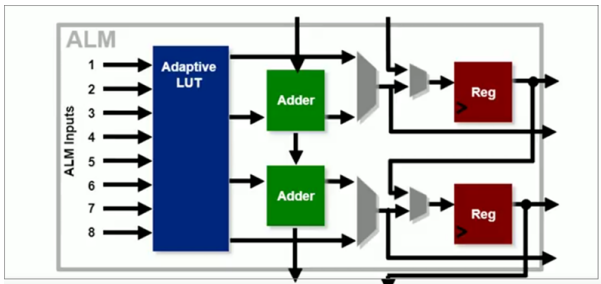 ALM
ALM Inputs
1
2
3
4
5
6
7
8
Adaptive
LUT
Adder
Adder
Reg
Reg